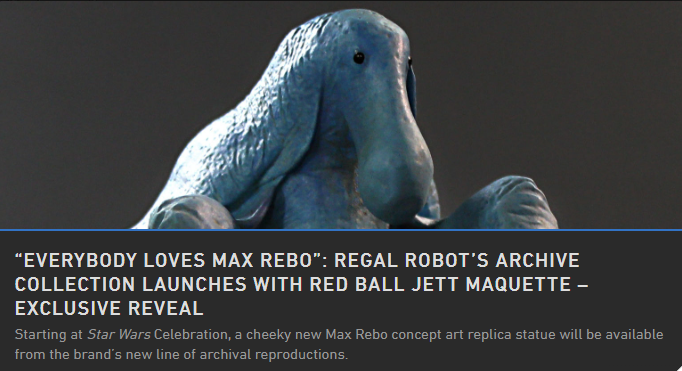 “EVERYBODY LOVES MAX REBO”: REGAL ROBOT’S ARCHIVE
COLLECTION LAUNCHES WITH RED BALL JETT MAQUETTE –
EXCLUSIVE REVEAL
Starting at Star Wars Celebration, a cheeky new Max Rebo concept art replica statue will be available
from the brand’s new line of archival reproductions.